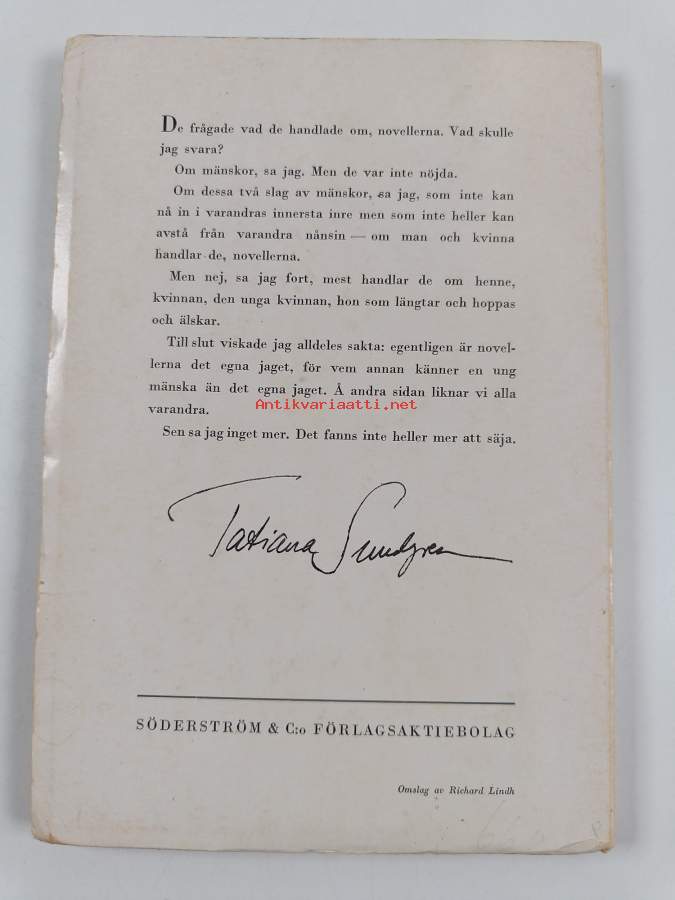 De frågade vad de handlade om, novellerna. Vad skulle
jag svara?
Om mänskor, sa jag. Men de var inte nöjda.
Om dessa två slag av mänskor, sa jag, som inte kan
nå in i varandras innersta inre men som inte heller kan
avstå från varandra nånsin — om man och kvinna
handlar de, novellerna.
Men nej, sa jag fort, mest handlar de om henne,
kvinnan, den unga kvinnan, hon som längtar och hoppas
och älskar.
Till slut viskade jag alldeles sakta: egentligen är novel-
lerna det egna jaget, för vem annan känner en ung
mänska än det egna jaget. Å andra sidan liknar vi alla
varandra.
Antikvariaatti.net
Sen sa jag inget mer. Det fanns inte heller mer att säja.
Tatiana Sundgren
SÖDERSTRÖM & C:o FÖRLAGSAKTIEBOLAG
Omslag av Richard Lindh